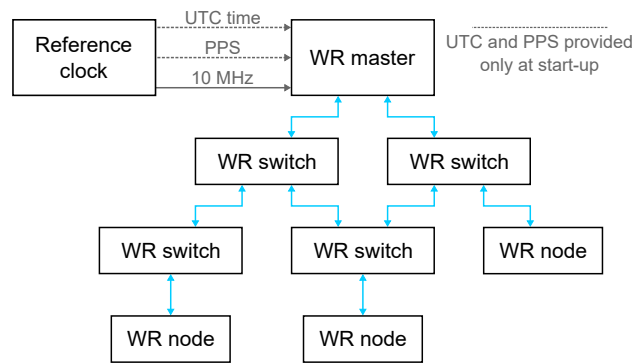 UTC time
Reference
clock
PPS
10 MHz
WR master
UTC and PPS provided
only at start-up
WR switch
WR switch
WR switch
WR switch
WR node
WR node
WR node